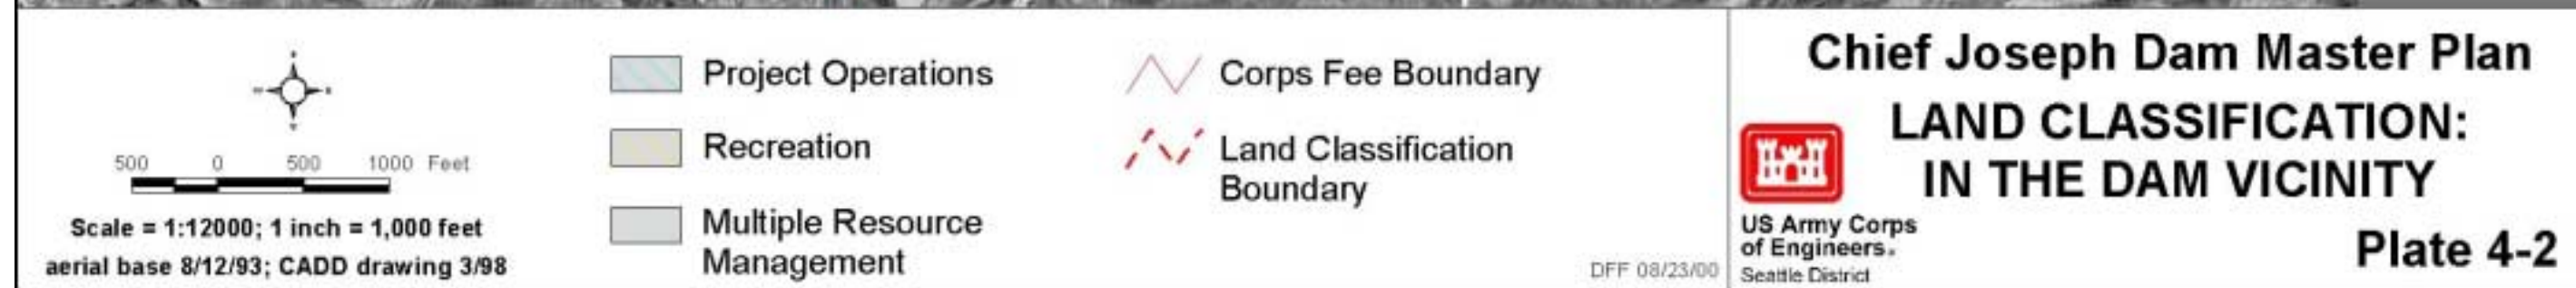 500 0 500 1000 Feet
Scale = 1:12000; 1 inch = 1,000 feet
aerial base 8/12/93; CADD drawing 3/98
Project Operations
Recreation
Multiple Resource
Management
Corps Fee Boundary
Land Classification
Boundary
DFF 08/23/00
Chief Joseph Dam Master Plan
LAND CLASSIFICATION:
IN THE DAM VICINITY
US Army Corps
of Engineers.
Seattle District
Plate 4-2